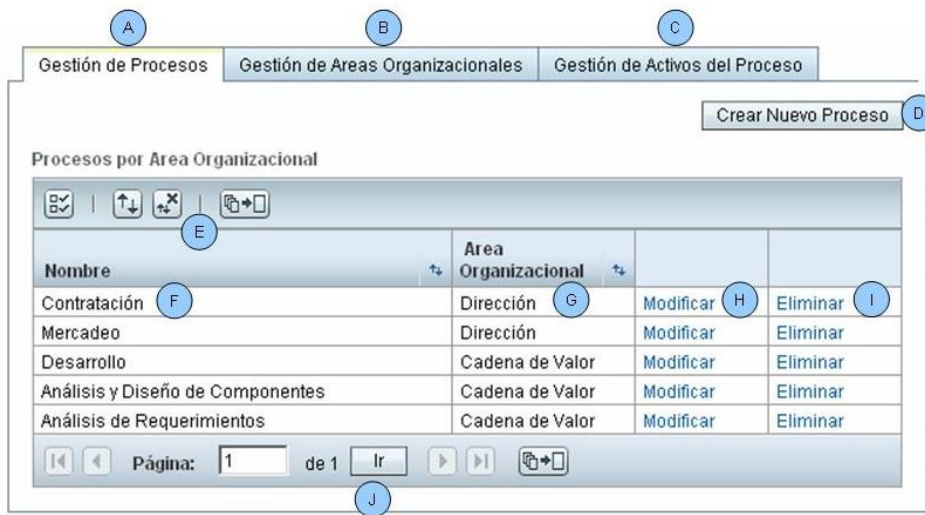 A B C
Gestión de Procesos Gestión de Areas Organizacionales Gestión de Activos del Proceso
Crear Nuevo Proceso D
Procesos por Area Organizacional
E
Nombre Area Organizacional
Contratación F Dirección G Modificar H Eliminar I
Mercadeo Dirección Modificar Eliminar
Desarrollo Cadena de Valor Modificar Eliminar
Análisis y Diseño de Componentes Cadena de Valor Modificar Eliminar
Análisis de Requerimientos Cadena de Valor Modificar Eliminar
Página: 1 de 1 Ir
J